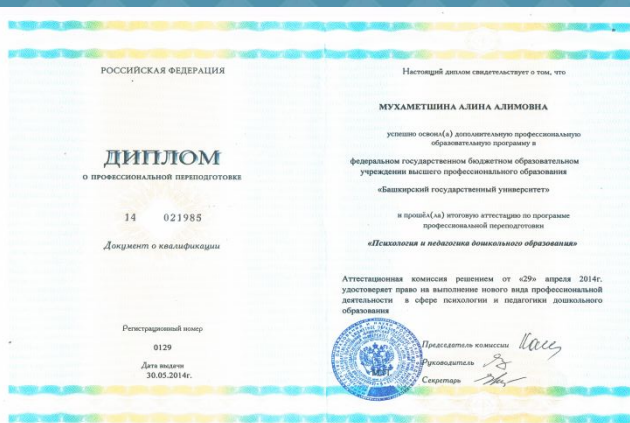 РОССИЙСКАЯ ФЕДЕРАЦИЯ
ДИПЛОМ
О ПРОФЕССИОНАЛЬНОЙ ПЕРЕПОДГОТОВКЕ
14 021985
Документ о квалификации
Регистрационный номер
0129
Дата выдачи
30.05.2014г.
Настоящий диплом свидетельствует о том, что
МУХАМЕТШИНА АЛИНА АЛИМОВНА
успешно освоил(а) дополнительную профессиональную
образовательную программу в
федеральном государственном бюджетном образовательном
учреждении высшего профессионального образования
«Башкирский государственный университет»
и прошёл(ла) итоговую аттестацию по программе
профессиональной переподготовки
«Психология и педагогика дошкольного образования»
Аттестационная комиссия решением от «29» апреля 2014г.
удостоверяет право на выполнение нового вида профессиональной
деятельности в сфере психологии и педагогики дошкольного
образования
Председатель комиссии
Руководитель
Секретарь